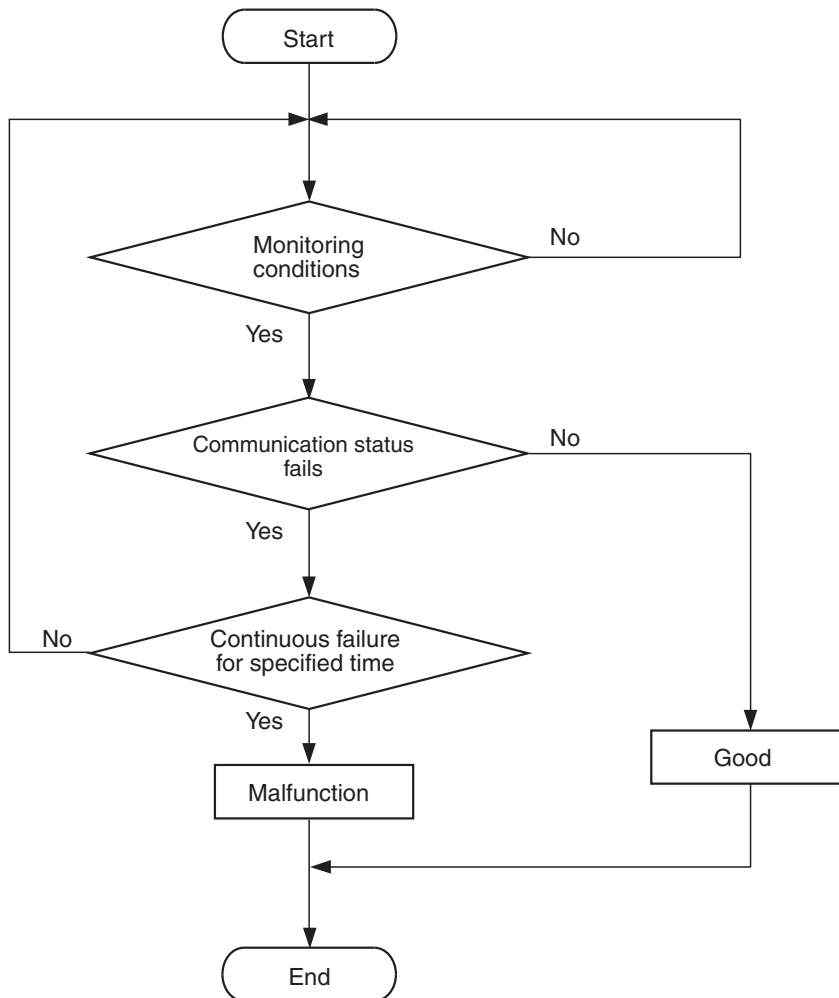 Start
Monitoring
conditions
No
Yes
Communication status
fails
No
Yes
Continuous failure
for specified time
No
Yes
Malfunction
Good
End